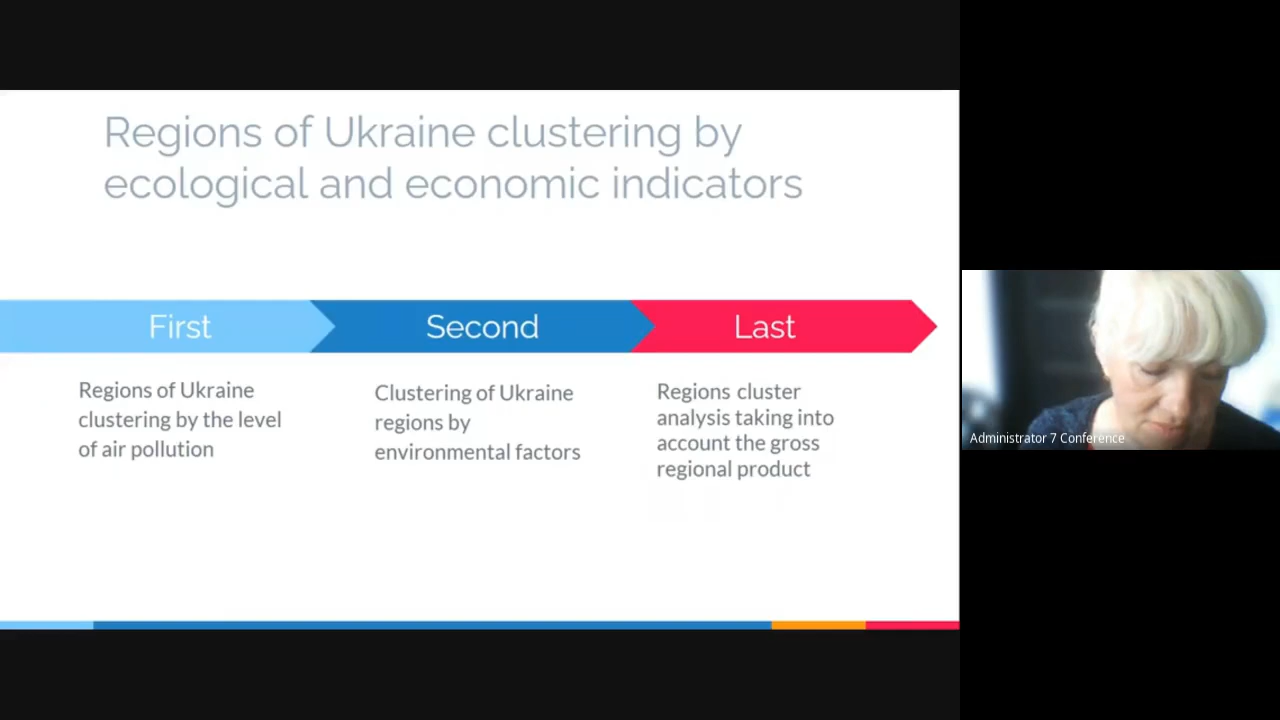 Regions of Ukraine clustering by
ecological and economic indicators
First
Second
Last
Regions of Ukraine
clustering by the level
of air pollution
Clustering of Ukraine
regions by
environmental factors
Regions cluster
analysis taking into
account the gross
regional product
Administrator 7 Conference